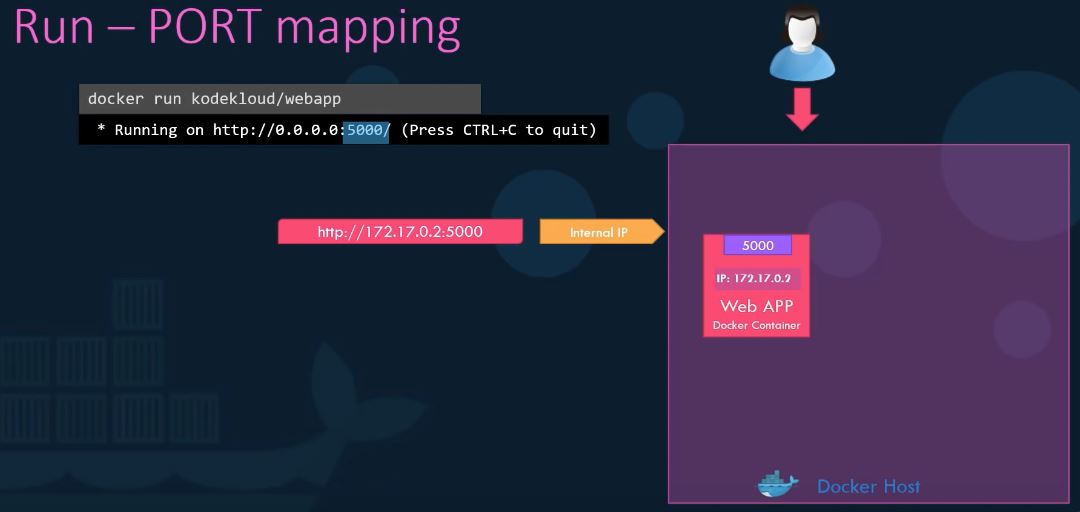 Run – PORT mapping
docker run kodekloud/webapp
* Running on http://0.0.0.0:5000/ (Press CTRL+C to quit)
http://172.17.0.2:5000
Internal IP
5000
IP: 172.17.0.2
Web APP
Docker Container
Docker Host